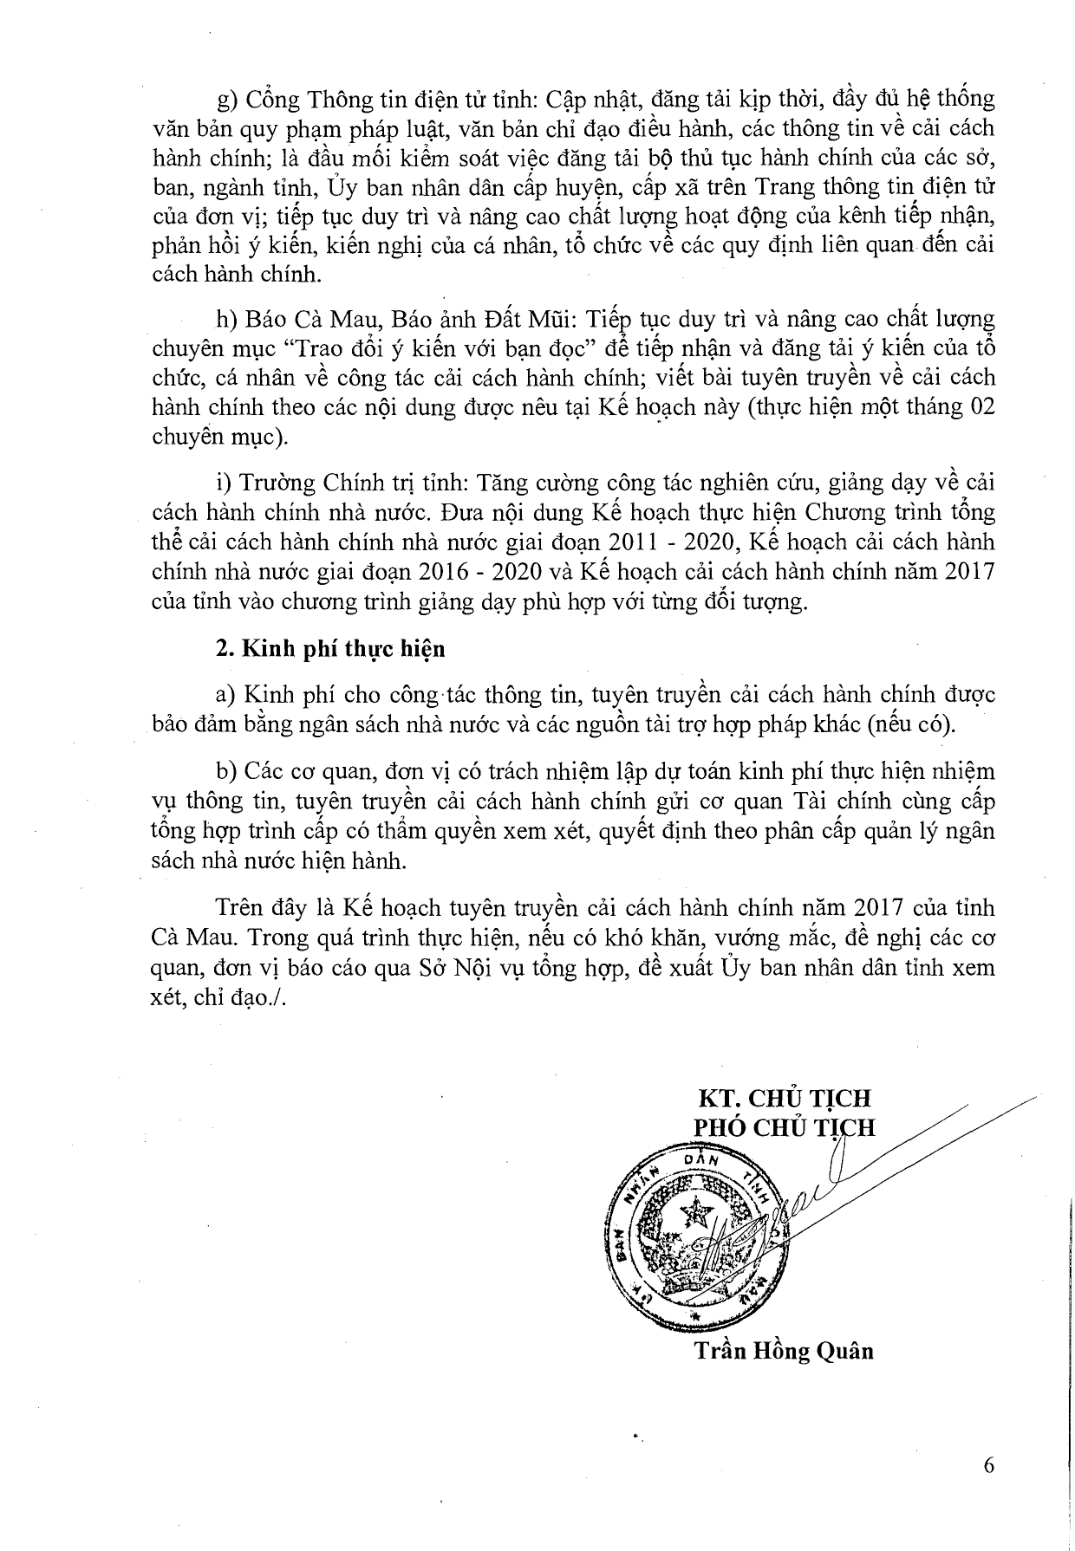 g) Cổng Thông tin điện tử tỉnh: Cập nhật, đăng tải kịp thời, đầy đủ hệ thống
văn bản quy phạm pháp luật, văn bản chỉ đạo điều hành, các thông tin về cải cách
hành chính; là đầu mối kiểm soát việc đăng tải bộ thủ tục hành chính của các sở,
ban, ngành tỉnh, Ủy ban nhân dân cấp huyện, cấp xã trên Trang thông tin điện tử
của đơn vị; tiếp tục duy trì và nâng cao chất lượng hoạt động của kênh tiếp nhận,
phản hồi ý kiến, kiến nghị của cá nhân, tổ chức về các quy định liên quan đến cải
cách hành chính.
h) Báo Cà Mau, Báo ảnh Đất Mũi: Tiếp tục duy trì và nâng cao chất lượng
chuyên mục “Trao đổi ý kiến với bạn đọc” để tiếp nhận và đăng tải ý kiến của tổ
chức, cá nhân về công tác cải cách hành chính; viết bài tuyên truyền về cải cách
hành chính theo các nội dung được nêu tại Kế hoạch này (thực hiện một tháng 02
chuyên mục).
i) Trường Chính trị tỉnh: Tăng cường công tác nghiên cứu, giảng dạy về cải
cách hành chính nhà nước. Đưa nội dung Kế hoạch thực hiện Chương trình tổng
thể cải cách hành chính nhà nước giai đoạn 2011 - 2020, Kế hoạch cải cách hành
chính nhà nước giai đoạn 2016 - 2020 và Kế hoạch cải cách hành chính năm 2017
của tỉnh vào chương trình giảng dạy phù hợp với từng đối tượng.
2. Kinh phí thực hiện
a) Kinh phí cho công tác thông tin, tuyên truyền cải cách hành chính được
bảo đảm bằng ngân sách nhà nước và các nguồn tài trợ hợp pháp khác (nếu có).
b) Các cơ quan, đơn vị có trách nhiệm lập dự toán kinh phí thực hiện nhiệm
vụ thông tin, tuyên truyền cải cách hành chính gửi cơ quan Tài chính cùng cấp
tổng hợp trình cấp có thẩm quyền xem xét, quyết định theo phân cấp quản lý ngân
sách nhà nước hiện hành.
Trên đây là Kế hoạch tuyên truyền cải cách hành chính năm 2017 của tỉnh
Cà Mau. Trong quá trình thực hiện, nếu có khó khăn, vướng mắc, đề nghị các cơ
quan, đơn vị báo cáo qua Sở Nội vụ tổng hợp, đề xuất Ủy ban nhân dân tỉnh xem
xét, chỉ đạo./.
KT. CHỦ TỊCH
PHÓ CHỦ TỊCH
ỦY BAN NHÂN DÂN TỈNH
MAU
Trần Hồng Quân
6